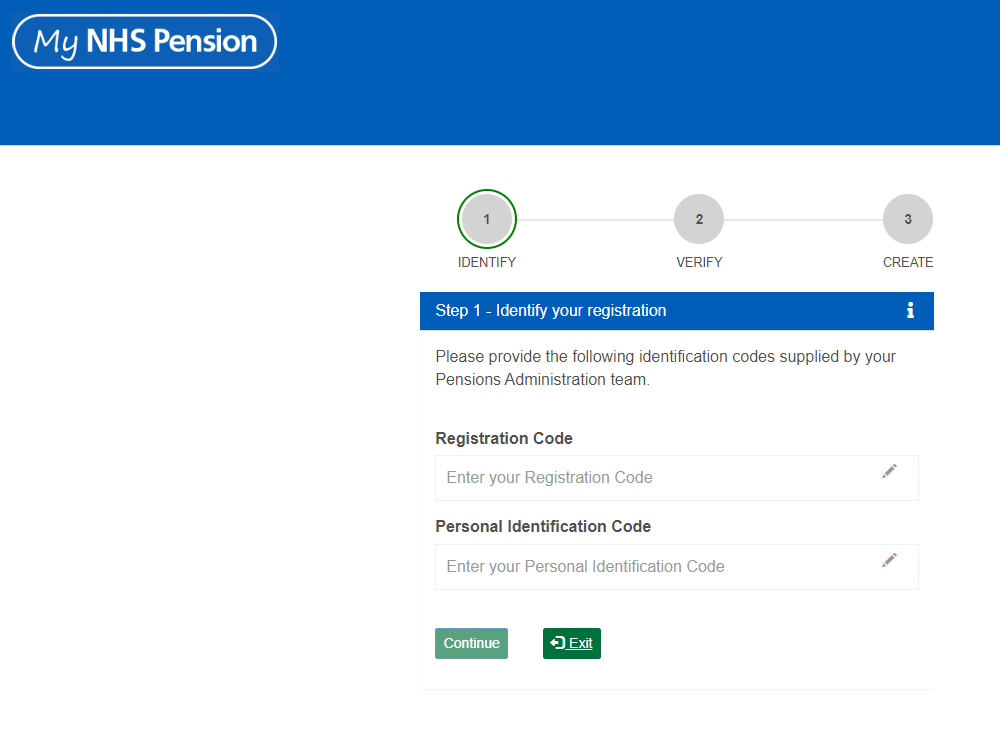 My NHS Pension
1
2
3
IDENTIFY
VERIFY
CREATE
Step 1 - Identify your registration
i
Please provide the following identification codes supplied by your
Pensions Administration team.
Registration Code
Enter your Registration Code
Personal Identification Code
Enter your Personal Identification Code
Continue
Exit